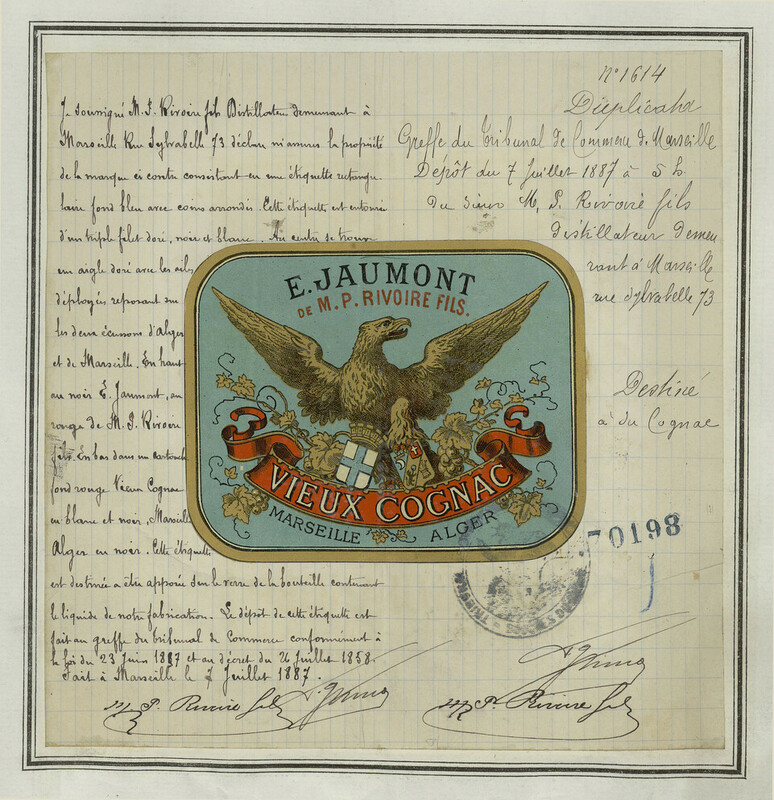 Je soussigné M. P. Rivoire fils Distillateur demeurant à
Marseille Rue Sylvabelle 73 déclare m'assurer la propriété
de la marque ci contre consistant en une étiquette rectangu-
laire fond bleu avec coins arrondis. Cette étiquette est entourée
d'un triple filet doré, noir et blanc. Au centre se trouve
un aigle doré avec les ails
déployées reposant sur
les deux écussons d'Alger
et de Marseille. En haut
au noir E. Jaumont, au
rouge de M. P. Rivoire
fils. En bas dans un cartouche
fond rouge Vieux Cognac
en blanc et noir, Marseille
Alger en noir. Cette étiquette
est destinée a être apposée sur le verre de la bouteille contenant
le liquide de notre fabrication. Le dépôt de cette étiquette est
fait au greffe du tribunal de Commerce conformément à
la loi du 23 Juin 1887 et au décret du 26 Juillet 1858.
Fait à Marseille le 7 Juillet 1887.
M. P. Rivoire fils
N° 1614
Duplicata
Greffe du Tribunal de Commerce de Marseille
Dépôt du 7 Juillet 1887 à 5 h.
du sieur M. P. Rivoire fils
distillateur demeu
rant à Marseille
rue Sylvabelle 73
Destiné
à du Cognac
E. JAUMONT
DE M. P. RIVOIRE FILS.
VIEUX COGNAC
MARSEILLE ALGER
70198
M. P. Rivoire fils